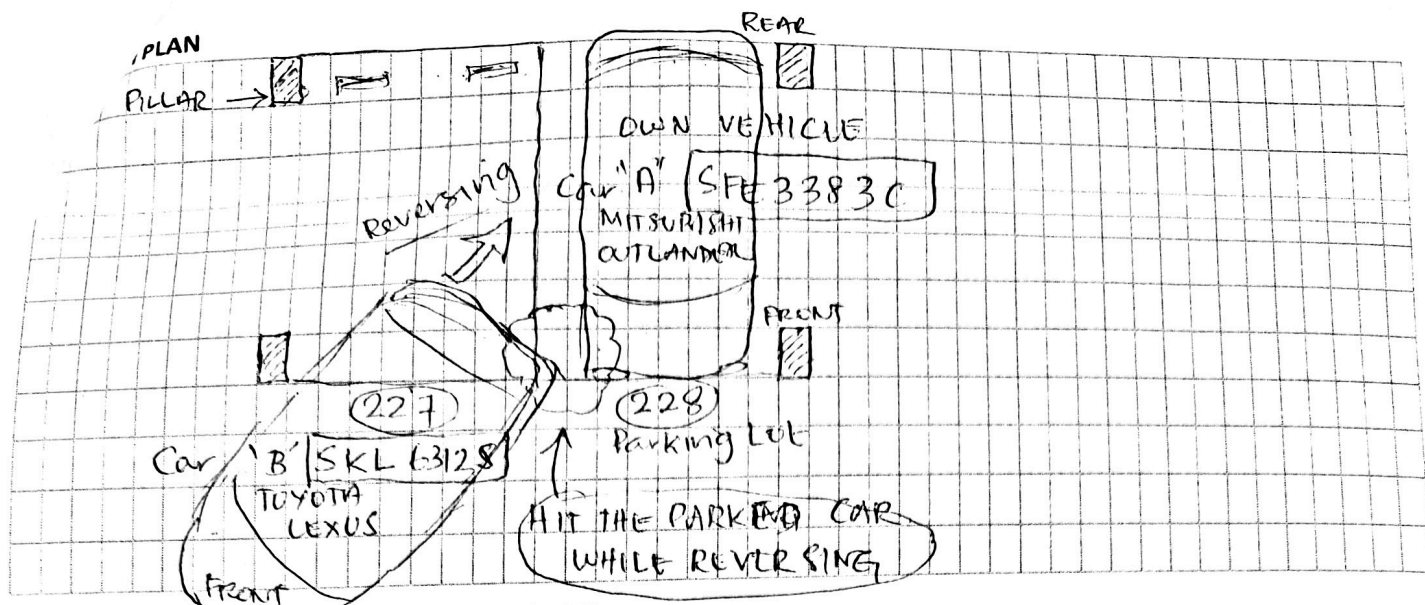 PLAN
REAR
PILLAR
OWN VEHICLE
Reversing
Car "A" SFE 3383C
MITSUBISHI
OUTLANDER
FRONT
227
228
Parking Lot
Car 'B' SKL 6312S
TOYOTA
LEXUS
HIT THE PARKED CAR
WHILE REVERSING
FRONT